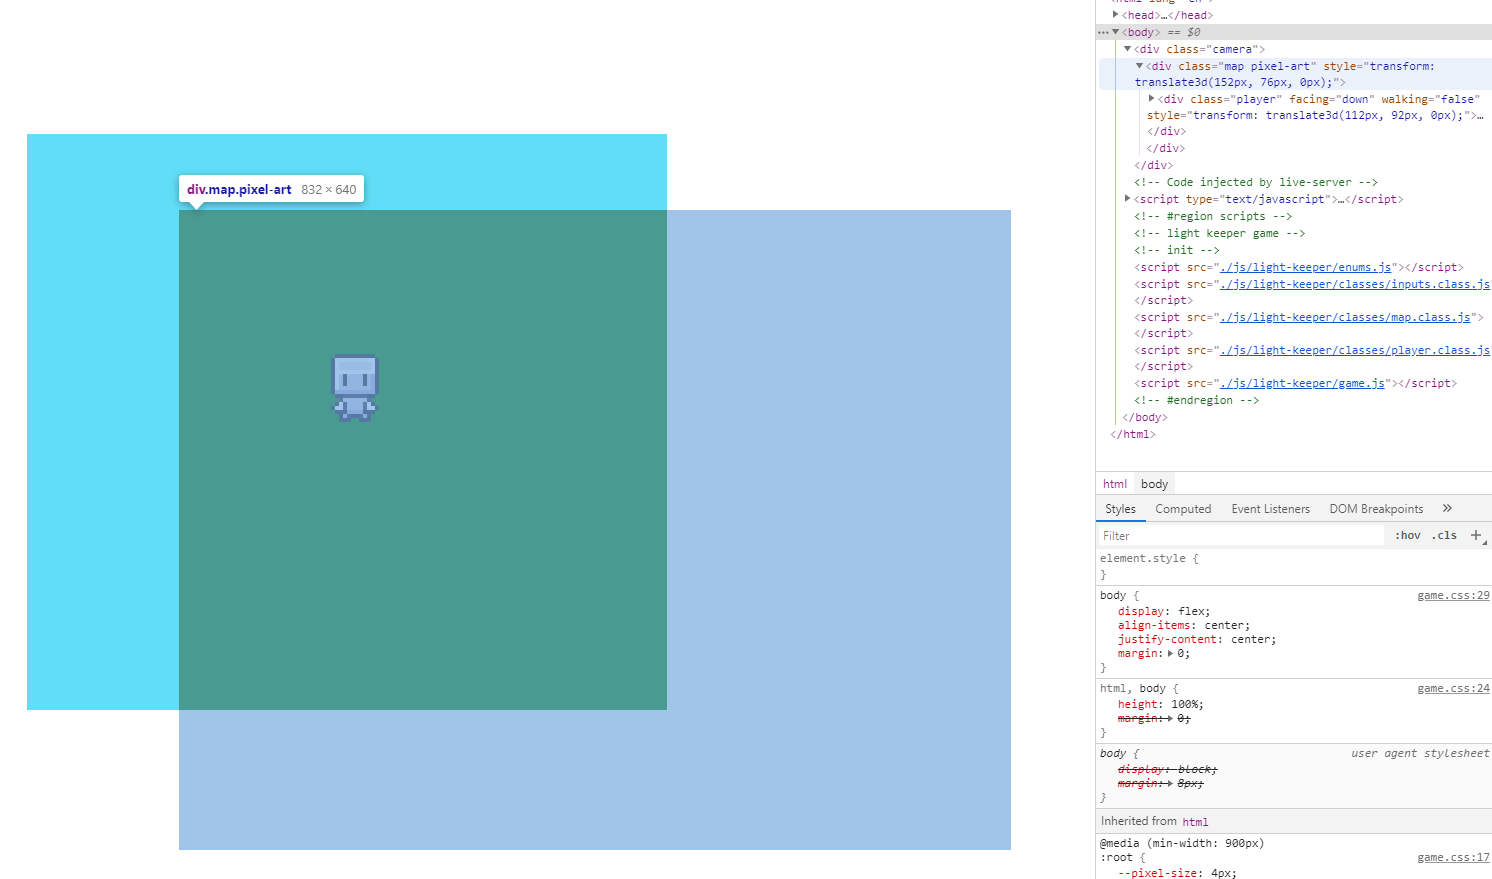 div.map.pixel-art 832 × 640
<head>…</head>
<body> == $0
<div class="camera">
<div class="map pixel-art" style="transform:
translate3d(152px, 76px, 0px);">
<div class="player" facing="down" walking="false"
style="transform: translate3d(112px, 92px, 0px);">…
</div>
</div>
</div>
<!-- Code injected by live-server -->
<script type="text/javascript">…</script>
<!-- #region scripts -->
<!-- light keeper game -->
<!-- init -->
<script src="./js/light-keeper/enums.js"></script>
<script src="./js/light-keeper/classes/inputs.class.js
</script>
<script src="./js/light-keeper/classes/map.class.js">
</script>
<script src="./js/light-keeper/classes/player.class.js
</script>
<script src="./js/light-keeper/game.js"></script>
<!-- #endregion -->
</body>
</html>
html body
Styles Computed Event Listeners DOM Breakpoints »
Filter :hov .cls +
element.style {
}
body { game.css:29
display: flex;
align-items: center;
justify-content: center;
margin: 0;
}
html, body { game.css:24
height: 100%;
margin: 0;
}
body { user agent stylesheet
display: block;
margin: 8px;
}
Inherited from html
@media (min-width: 900px)
:root { game.css:17
--pixel-size: 4px;